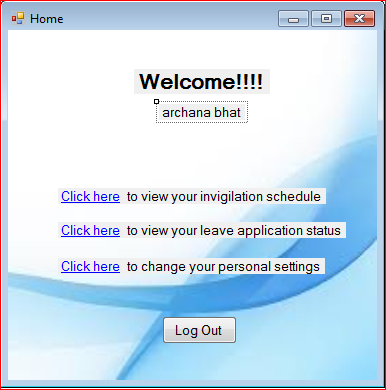 Home
Welcome!!!!
archana bhat
Click here to view your invigilation schedule
Click here to view your leave application status
Click here to change your personal settings
Log Out